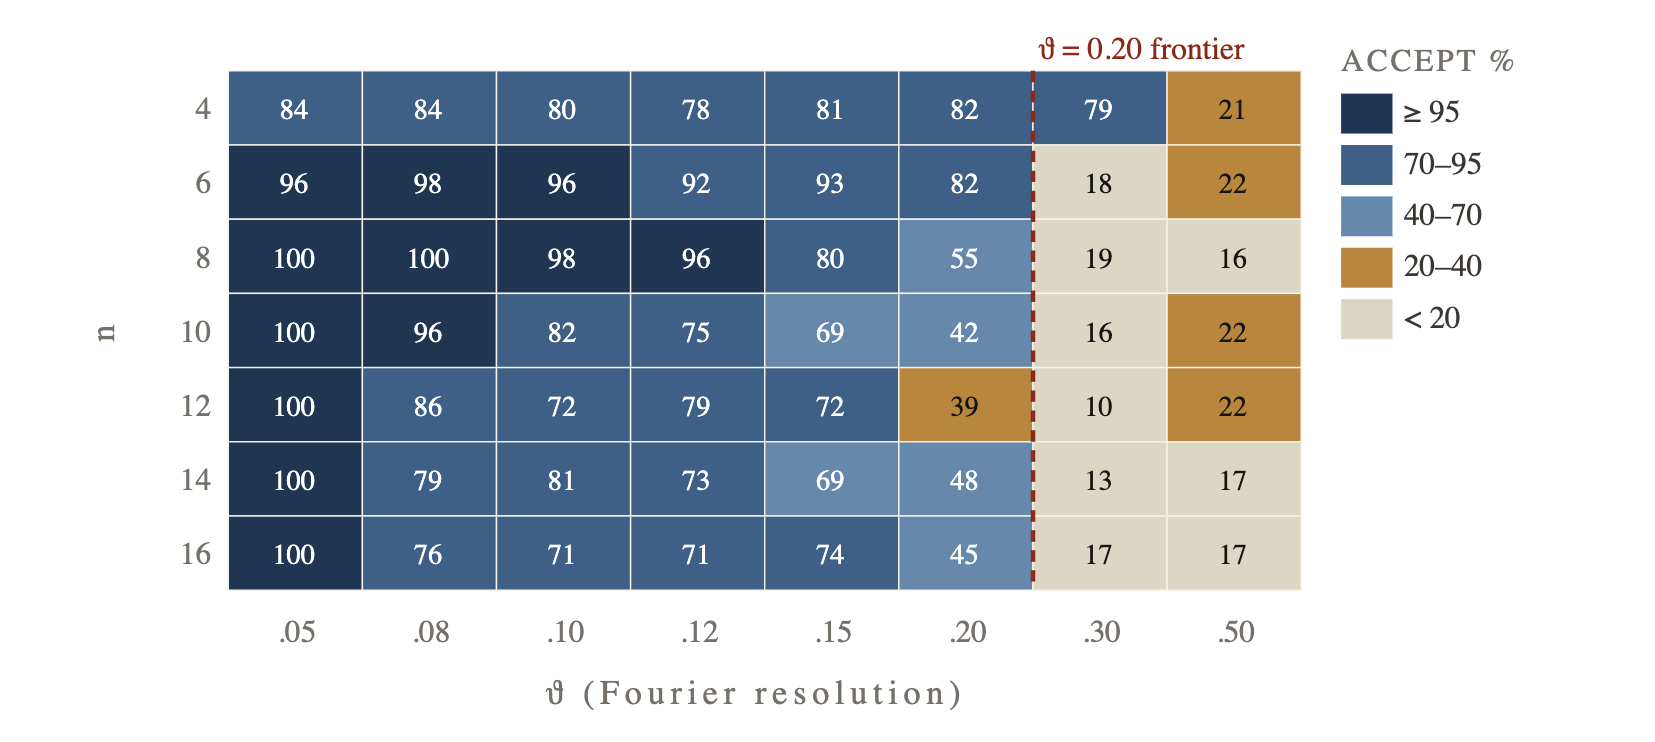 ϑ = 0.20 frontier
ACCEPT %
≥ 95
70–95
40–70
20–40
< 20
n
4 84 84 80 78 81 82 79 21
6 96 98 96 92 93 82 18 22
8 100 100 98 96 80 55 19 16
10 100 96 82 75 69 42 16 22
12 100 86 72 79 72 39 10 22
14 100 79 81 73 69 48 13 17
16 100 76 71 71 74 45 17 17
.05 .08 .10 .12 .15 .20 .30 .50
ϑ (Fourier resolution)